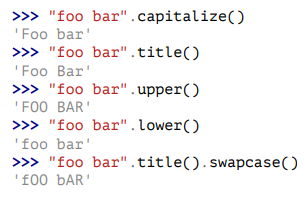 >>> "foo bar".capitalize()
'Foo bar'
>>> "foo bar".title()
'Foo Bar'
>>> "foo bar".upper()
'FOO BAR'
>>> "foo bar".lower()
'foo bar'
>>> "foo bar".title().swapcase()
'fOO bAR'